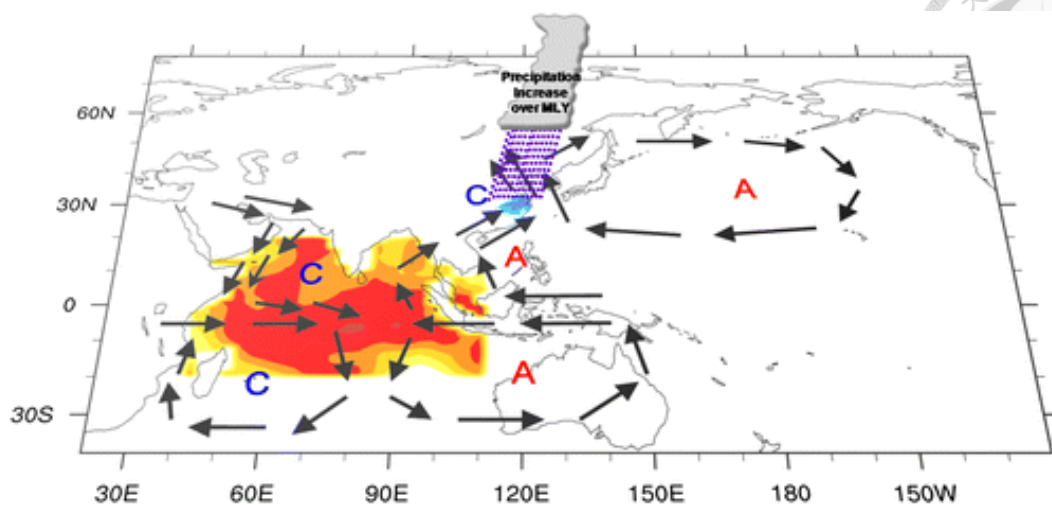 Precipitation
Increase
over MLY
60N
30N
0
30S
C
A
A
C
C
A
30E 60E 90E 120E 150E 180 150W